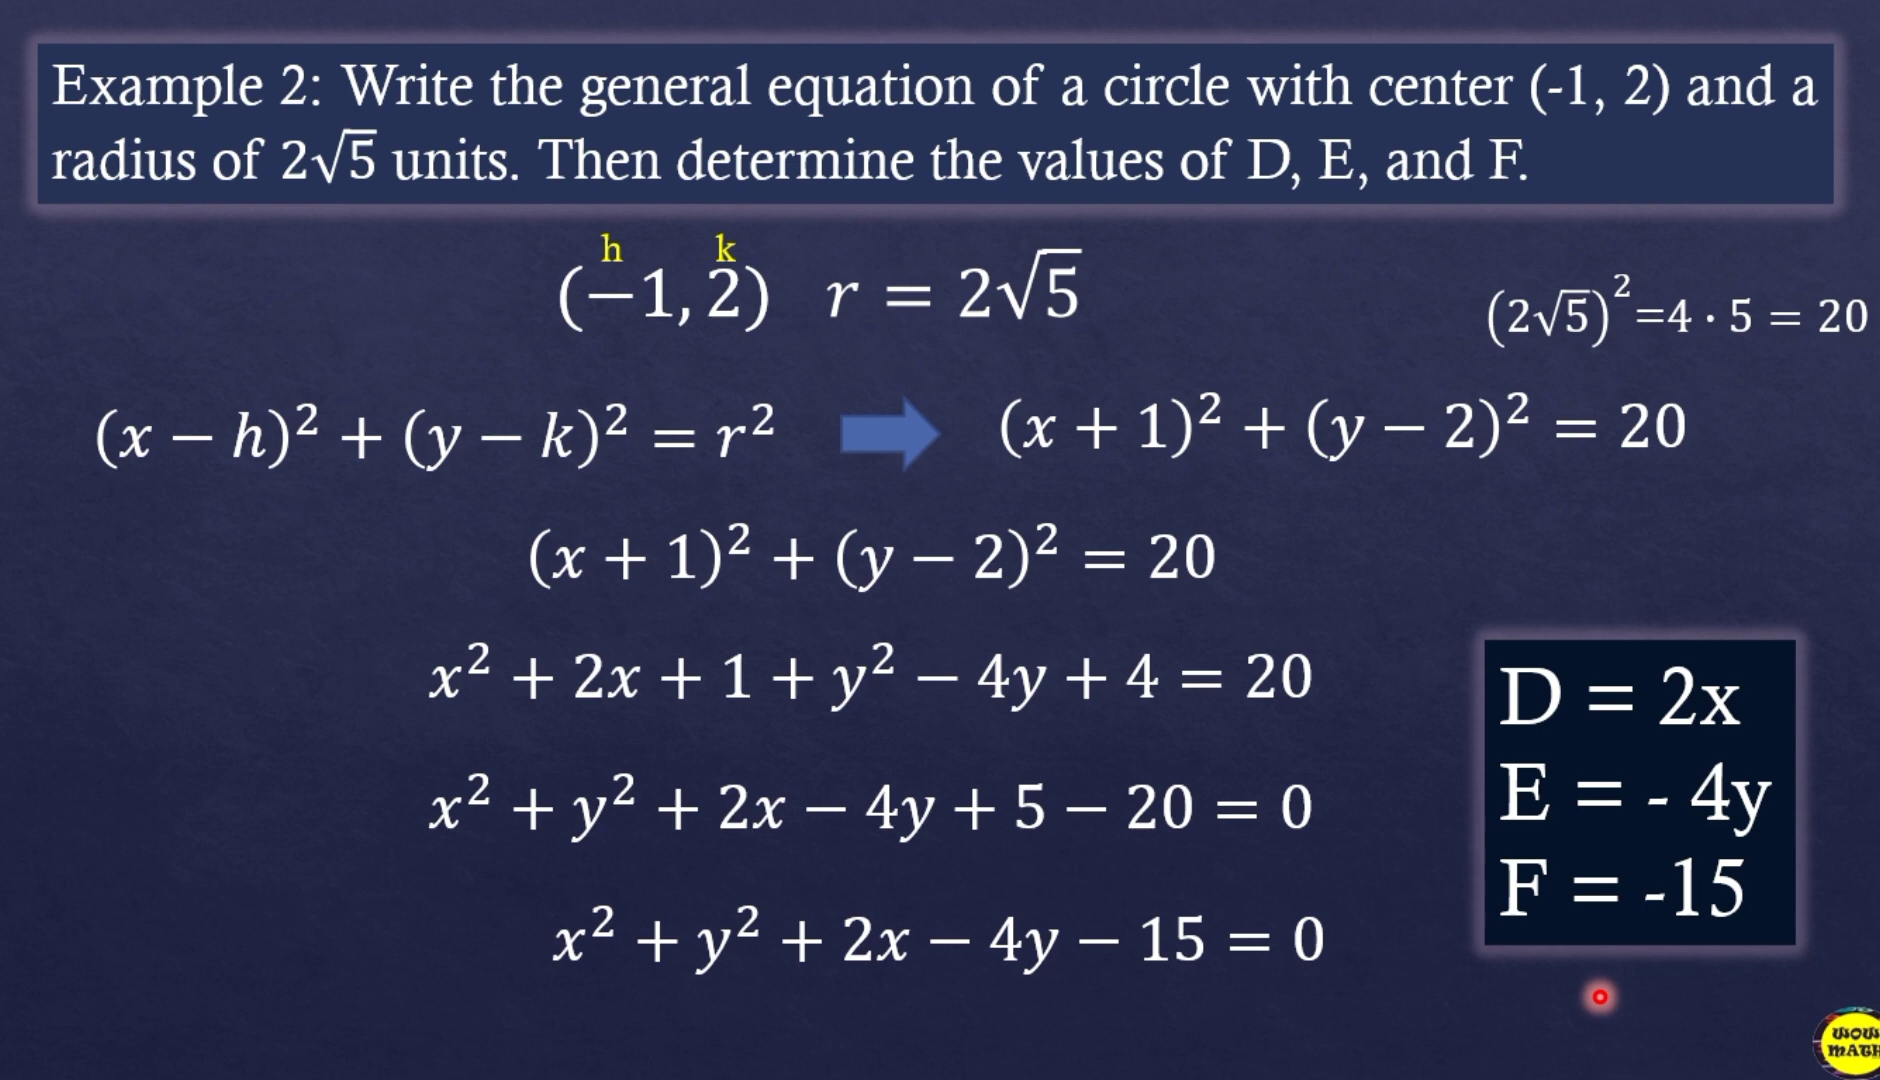 Example 2: Write the general equation of a circle with center (-1, 2) and a
radius of 2√5 units. Then determine the values of D, E, and F.
h k
(−1, 2) r = 2√5
(2√5)²=4 · 5 = 20
(x − h)² + (y − k)² = r² (x + 1)² + (y − 2)² = 20
(x + 1)² + (y − 2)² = 20
x² + 2x + 1 + y² − 4y + 4 = 20
x² + y² + 2x − 4y + 5 − 20 = 0
x² + y² + 2x − 4y − 15 = 0
D = 2x
E = - 4y
F = -15
WOW
MATH